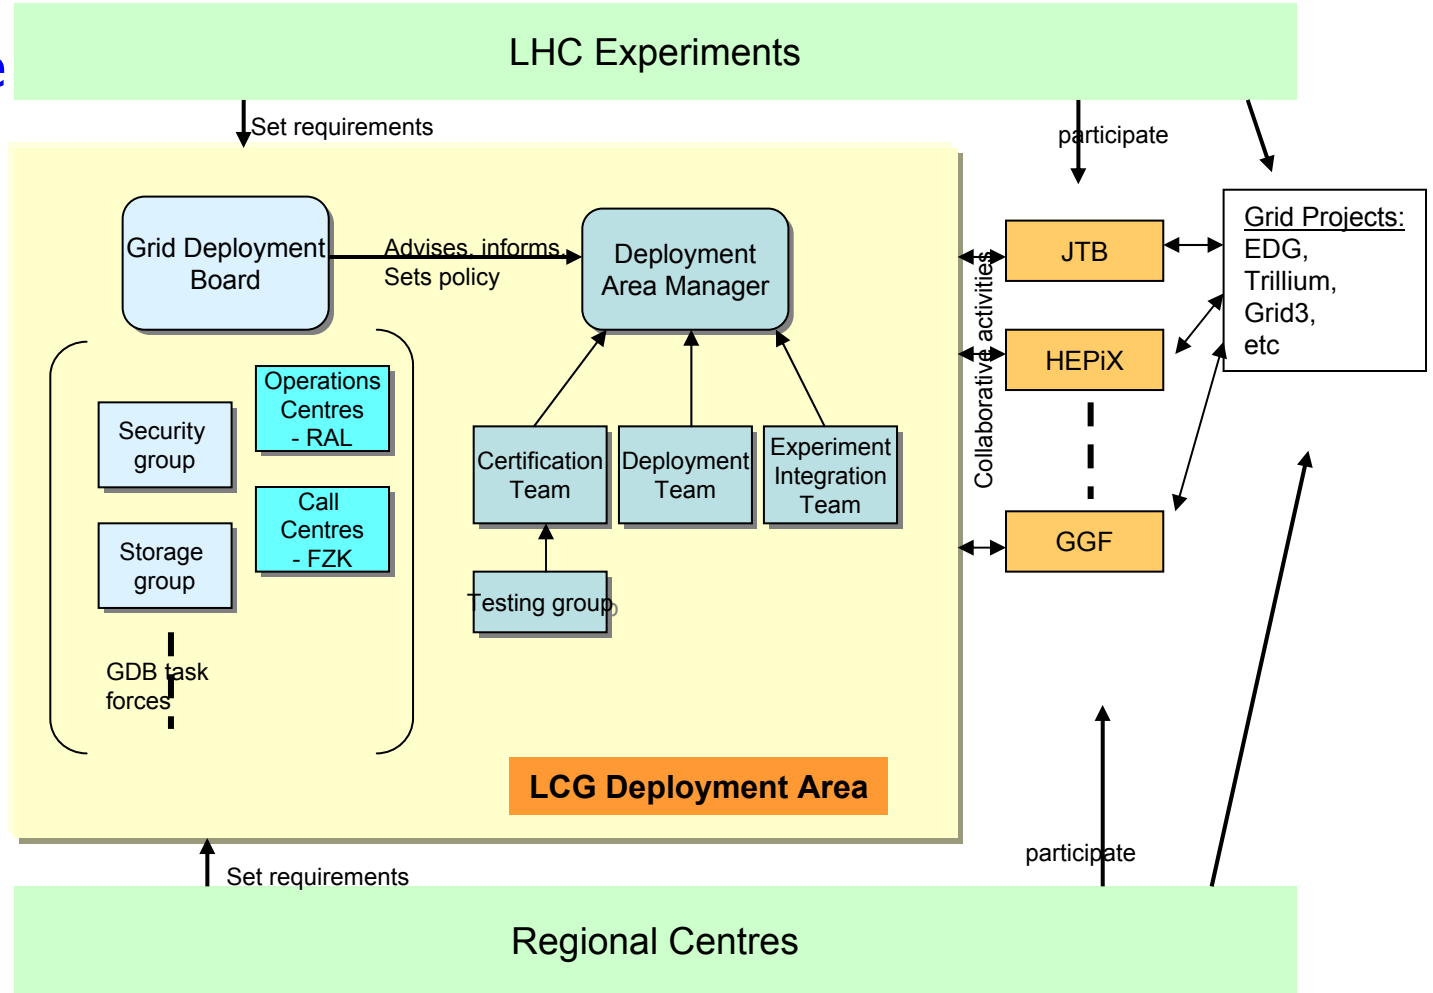 LHC Experiments
e
Set requirements
participate
Grid Deployment
Board
Advises, informs,
Sets policy
Deployment
Area Manager
Collaborative activities
JTB
HEPiX
GGF
Grid Projects:
EDG,
Trillium,
Grid3,
etc
Operations
Centres
- RAL
Security
group
Call
Centres
- FZK
Storage
group
GDB task
forces
Certification
Team
Deployment
Team
Experiment
Integration
Team
Testing group
LCG Deployment Area
participate
Set requirements
Regional Centres